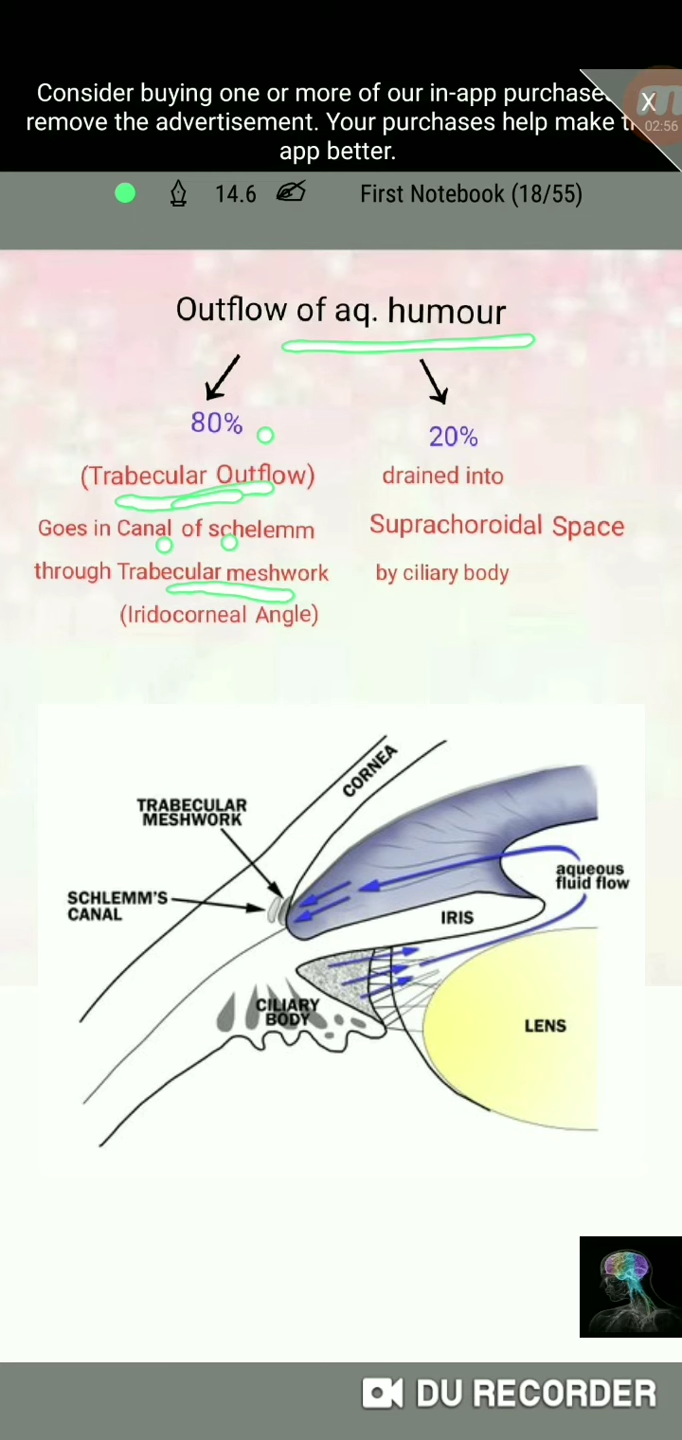 Consider buying one or more of our in-app purchase
remove the advertisement. Your purchases help make t
app better.
X
02:56
14.6
First Notebook (18/55)
Outflow of aq. humour
80%
(Trabecular Outflow)
Goes in Canal of schelemm
through Trabecular meshwork
(Iridocorneal Angle)
20%
drained into
Suprachoroidal Space
by ciliary body
CORNEA
TRABECULAR
MESHWORK
SCHLEMM'S
CANAL
aqueous
fluid flow
IRIS
CILIARY
BODY
LENS
DU RECORDER